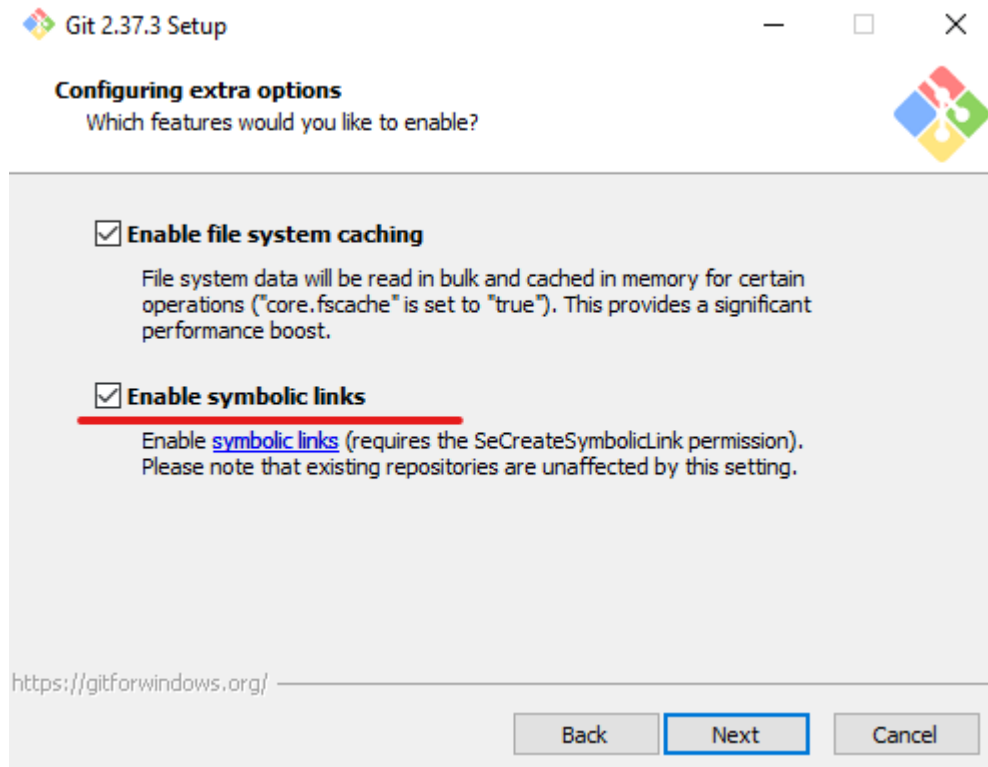 Git 2.37.3 Setup
Configuring extra options
Which features would you like to enable?
Enable file system caching
File system data will be read in bulk and cached in memory for certain
operations ("core.fscache" is set to "true"). This provides a significant
performance boost.
Enable symbolic links
Enable symbolic links (requires the SeCreateSymbolicLink permission).
Please note that existing repositories are unaffected by this setting.
https://gitforwindows.org/
Back Next Cancel